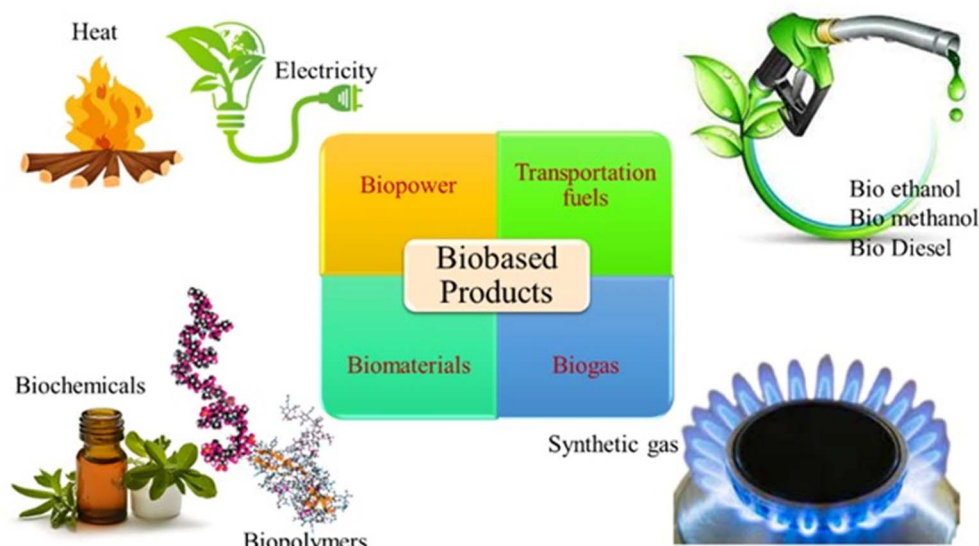 Heat
Electricity
Biopower
Transportation
fuels
Bio ethanol
Bio methanol
Bio Diesel
Biobased
Products
Biomaterials
Biogas
Biochemicals
Synthetic gas
Biopolymers